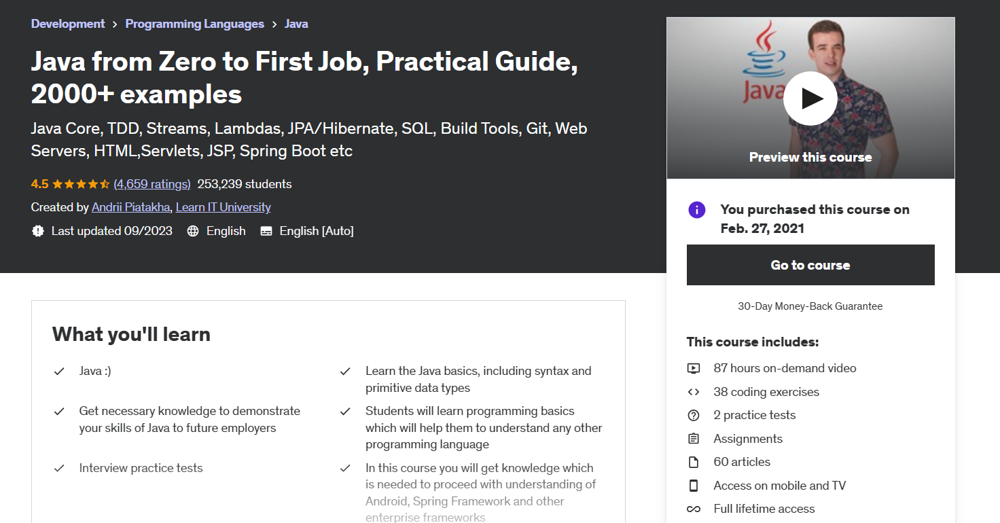 Development > Programming Languages > Java
Java from Zero to First Job, Practical Guide,
2000+ examples
Java Core, TDD, Streams, Lambdas, JPA/Hibernate, SQL, Build Tools, Git, Web
Servers, HTML,Servlets, JSP, Spring Boot etc
4.5 (4,659 ratings) 253,239 students
Created by Andrii Piatakha, Learn IT University
Last updated 09/2023 English English [Auto]
Java
Preview this course
You purchased this course on
Feb. 27, 2021
Go to course
30-Day Money-Back Guarantee
This course includes:
87 hours on-demand video
38 coding exercises
2 practice tests
Assignments
60 articles
Access on mobile and TV
Full lifetime access
What you'll learn
Java :)
Learn the Java basics, including syntax and
primitive data types
Get necessary knowledge to demonstrate
your skills of Java to future employers
Students will learn programming basics
which will help them to understand any other
programming language
Interview practice tests
In this course you will get knowledge which
is needed to proceed with understanding of
Android, Spring Framework and other
enterprise frameworks